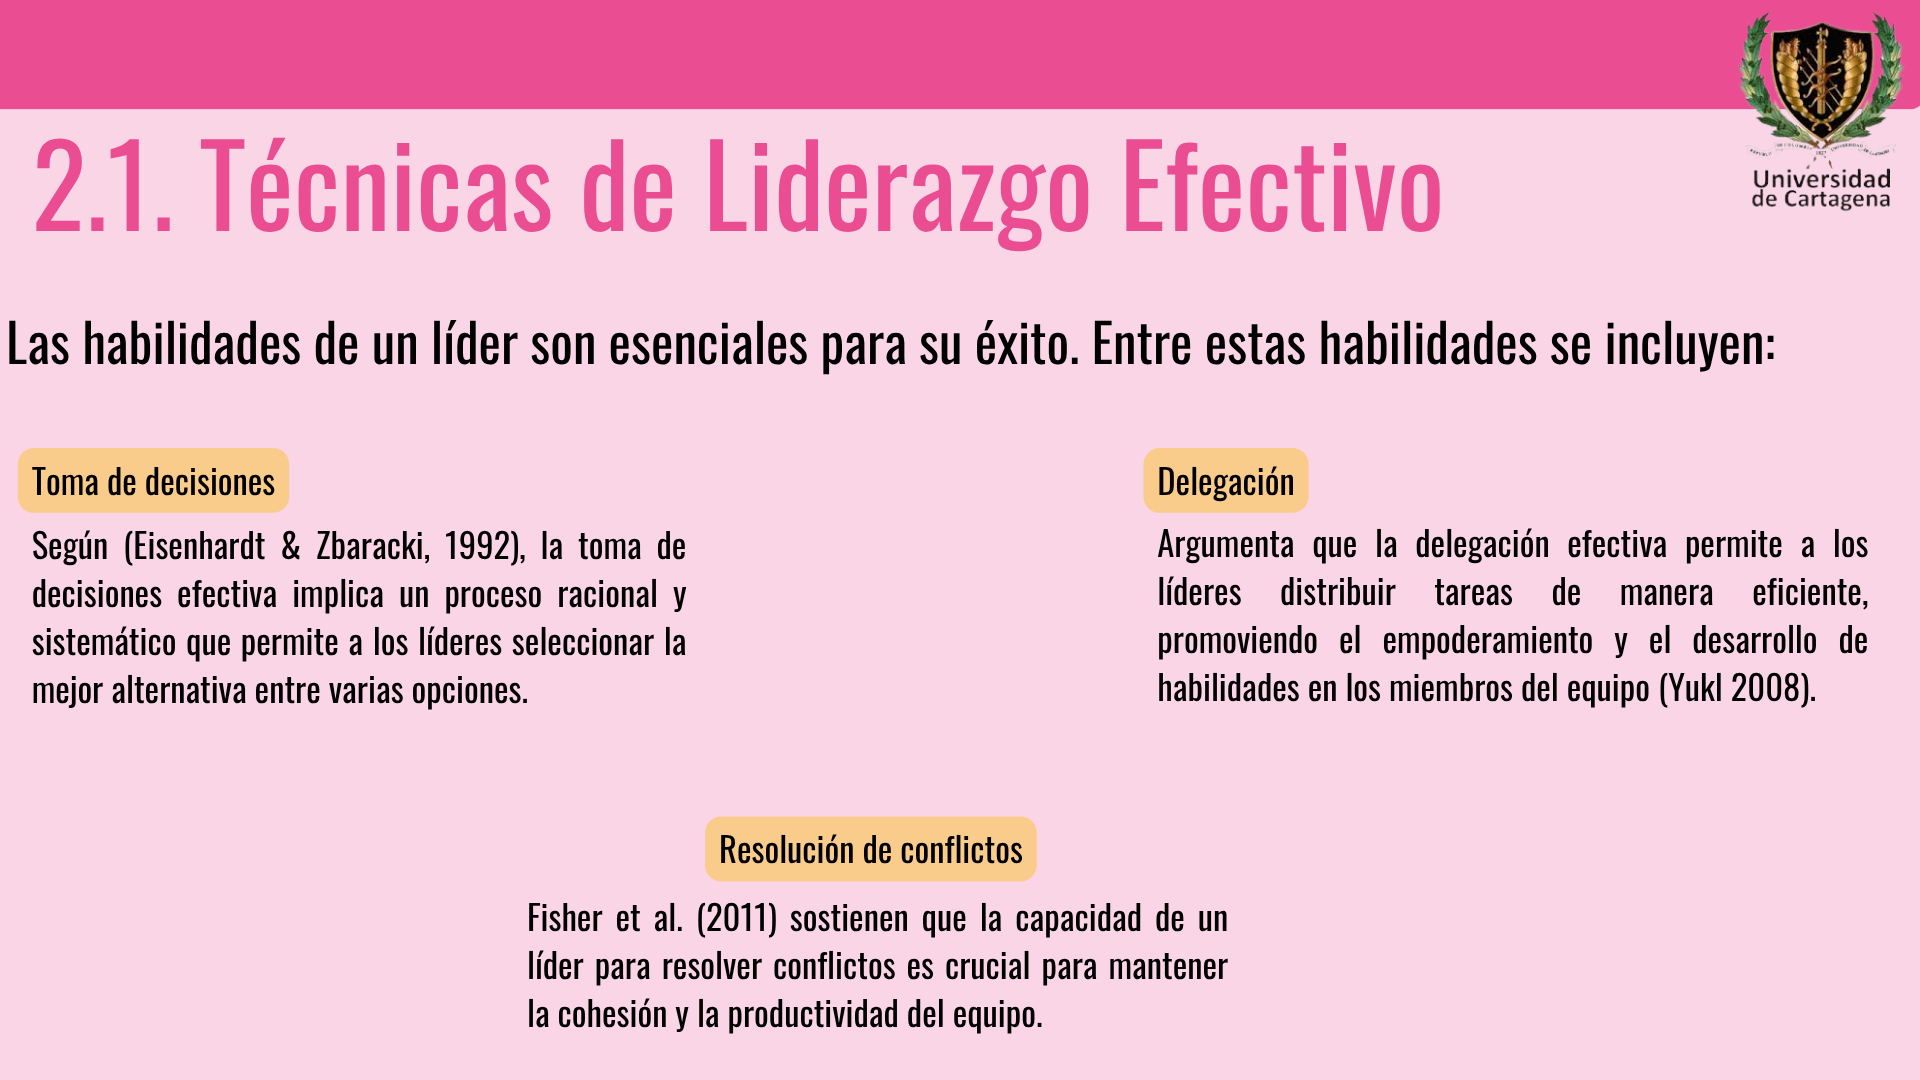 Universidad
de Cartagena
2.1. Técnicas de Liderazgo Efectivo
Las habilidades de un líder son esenciales para su éxito. Entre estas habilidades se incluyen:
Toma de decisiones
Según (Eisenhardt & Zbaracki, 1992), la toma de
decisiones efectiva implica un proceso racional y
sistemático que permite a los líderes seleccionar la
mejor alternativa entre varias opciones.
Delegación
Argumenta que la delegación efectiva permite a los
líderes distribuir tareas de manera eficiente,
promoviendo el empoderamiento y el desarrollo de
habilidades en los miembros del equipo (Yukl 2008).
Resolución de conflictos
Fisher et al. (2011) sostienen que la capacidad de un
líder para resolver conflictos es crucial para mantener
la cohesión y la productividad del equipo.